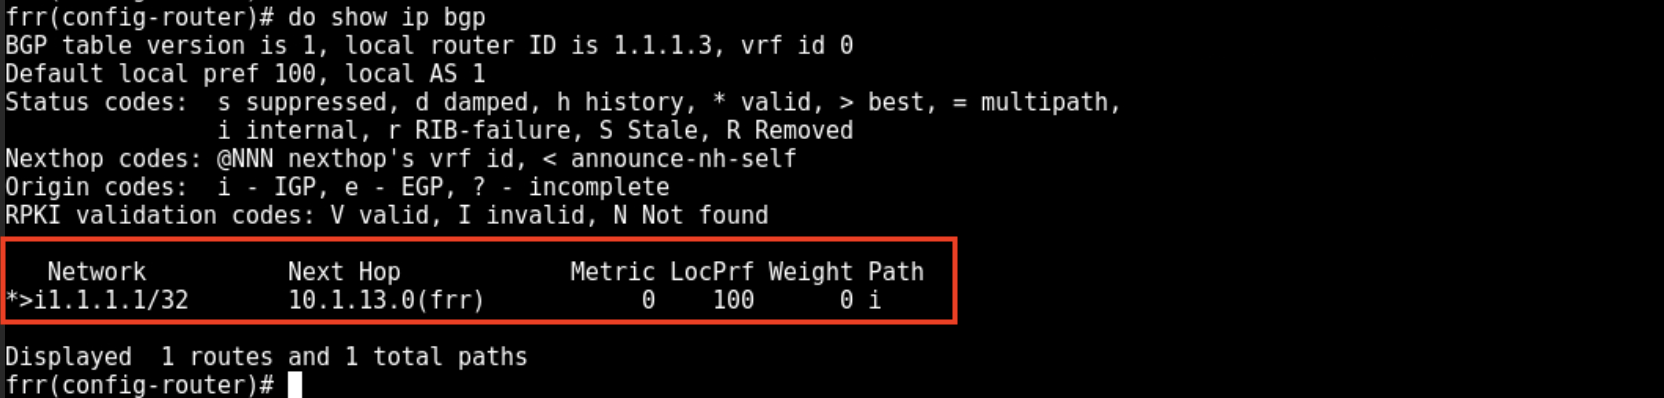 frr(config-router)# do show ip bgp
BGP table version is 1, local router ID is 1.1.1.3, vrf id 0
Default local pref 100, local AS 1
Status codes:  s suppressed, d damped, h history, * valid, > best, = multipath,
               i internal, r RIB-failure, S Stale, R Removed
Nexthop codes: @NNN nexthop's vrf id, < announce-nh-self
Origin codes:  i - IGP, e - EGP, ? - incomplete
RPKI validation codes: V valid, I invalid, N Not found
   Network          Next Hop            Metric LocPrf Weight Path
*>i1.1.1.1/32       10.1.13.0(frr)           0    100      0 i
Displayed  1 routes and 1 total paths
frr(config-router)#